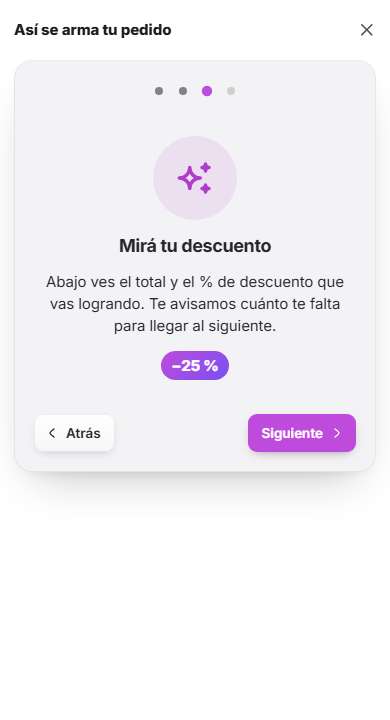 Así se arma tu pedido
Mirá tu descuento
Abajo ves el total y el % de descuento que
vas logrando. Te avisamos cuánto te falta
para llegar al siguiente.
−25 %
Atrás
Siguiente